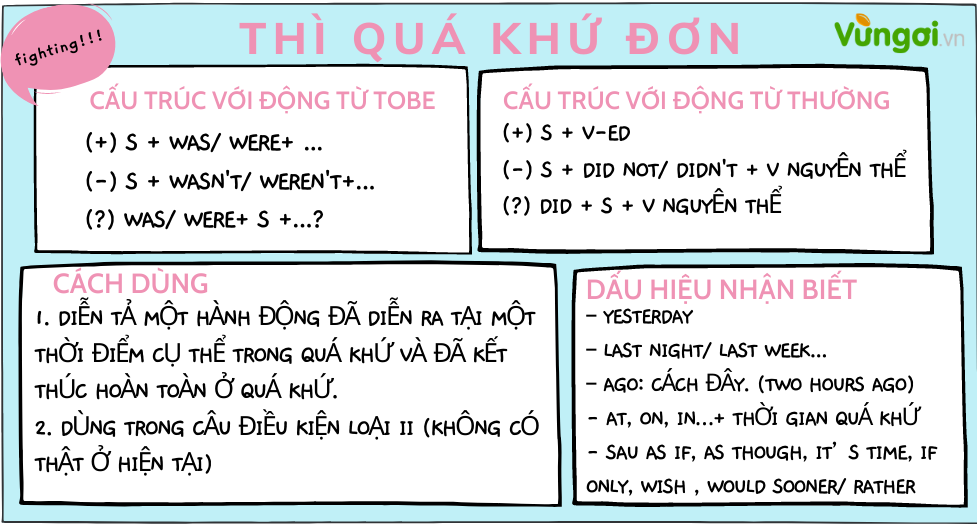 fighting!!!
THÌ QUÁ KHỨ ĐƠN
Vừngơi.vn
CẤU TRÚC VỚI ĐỘNG TỪ TOBE
(+) S + WAS/ WERE+ ...
(-) S + WASN'T/ WEREN'T+...
(?) WAS/ WERE+ S +...?
CẤU TRÚC VỚI ĐỘNG TỪ THƯỜNG
(+) S + V-ED
(-) S + DID NOT/ DIDN'T + V NGUYÊN THỂ
(?) DID + S + V NGUYÊN THỂ
CÁCH DÙNG
1. DIỄN TẢ MỘT HÀNH ĐỘNG ĐÃ DIỄN RA TẠI MỘT
THỜI ĐIỂM CỤ THỂ TRONG QUÁ KHỨ VÀ ĐÃ KẾT
THÚC HOÀN TOÀN Ở QUÁ KHỨ.
2. DÙNG TRONG CÂU ĐIỀU KIỆN LOẠI II (KHÔNG CÓ
THẬT Ở HIỆN TẠI)
DẤU HIỆU NHẬN BIẾT
- YESTERDAY
- LAST NIGHT/ LAST WEEK...
- AGO: CÁCH ĐÂY. (TWO HOURS AGO)
- AT, ON, IN...+ THỜI GIAN QUÁ KHỨ
- SAU AS IF, AS THOUGH, IT’ S TIME, IF
ONLY, WISH , WOULD SOONER/ RATHER